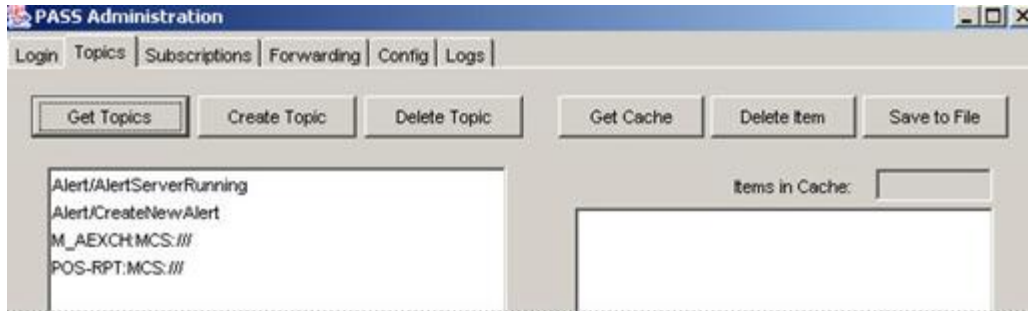 PASS Administration
Login Topics Subscriptions Forwarding Config Logs
Get Topics Create Topic Delete Topic Get Cache Delete Item Save to File
Items in Cache:
Alert/AlertServerRunning
Alert/CreateNewAlert
M_AEXCH:MCS:///
POS-RPT:MCS:///